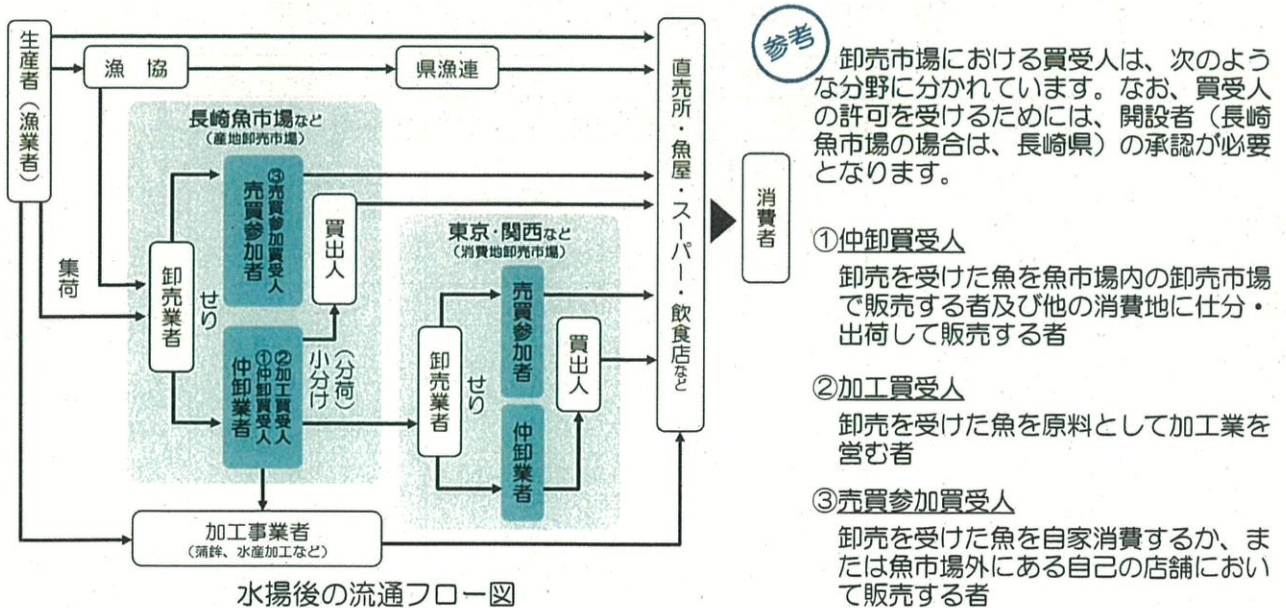 生産者（漁業者）
漁協
県漁連
長崎魚市場など
（産地卸売市場）
集荷
卸売業者
せり
③売買参加買受人
売買参加者
②加工買受人
①仲卸買受人
仲卸業者
買出人
（分荷）
小分け
東京・関西など
（消費地卸売市場）
卸売業者
せり
売買参加者
仲卸業者
買出人
直売所・魚屋・スーパー・飲食店など
消費者
加工事業者
（蒲鉾、水産加工など）
水揚後の流通フロー図
参考
卸売市場における買受人は、次のよう
な分野に分かれています。なお、買受人
の許可を受けるためには、開設者（長崎
魚市場の場合は、長崎県）の承認が必要
となります。
①仲卸買受人
卸売を受けた魚を魚市場内の卸売市場
で販売する者及び他の消費地に仕分・
出荷して販売する者
②加工買受人
卸売を受けた魚を原料として加工業を
営む者
③売買参加買受人
卸売を受けた魚を自家消費するか、ま
たは魚市場外にある自己の店舗におい
て販売する者